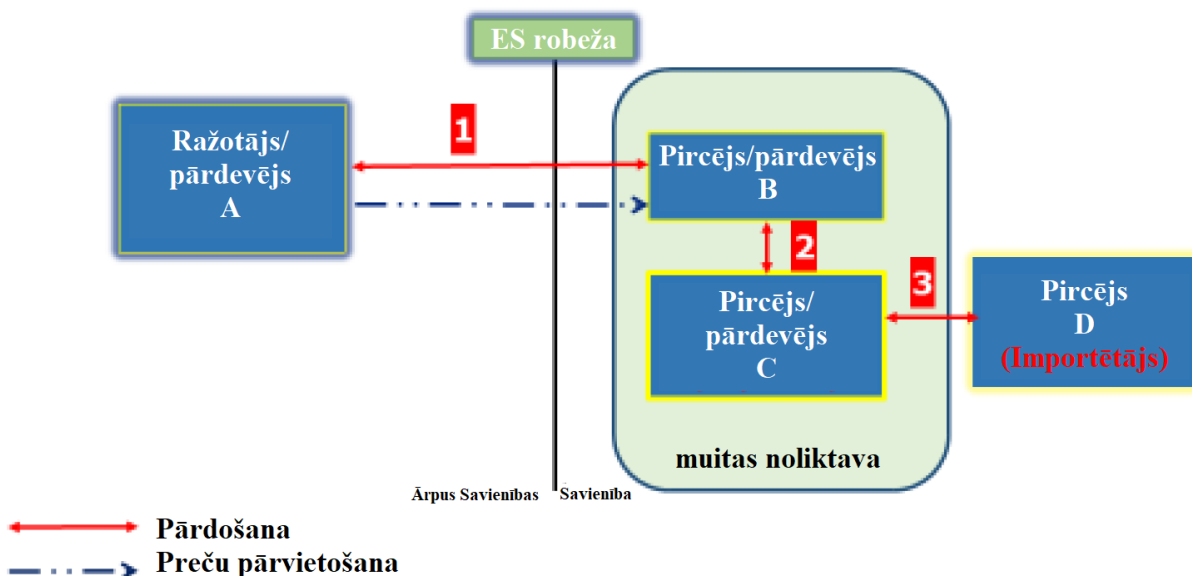 ES robeža
Ražotājs/
pārdevējs
A
1
Pircējs/pārdevējs
B
2
Pircējs/
pārdevējs
C
3
Pircējs
D
(Importētājs)
muitas noliktava
Ārpus Savienības
Savienība
Pārdošana
Preču pārvietošana